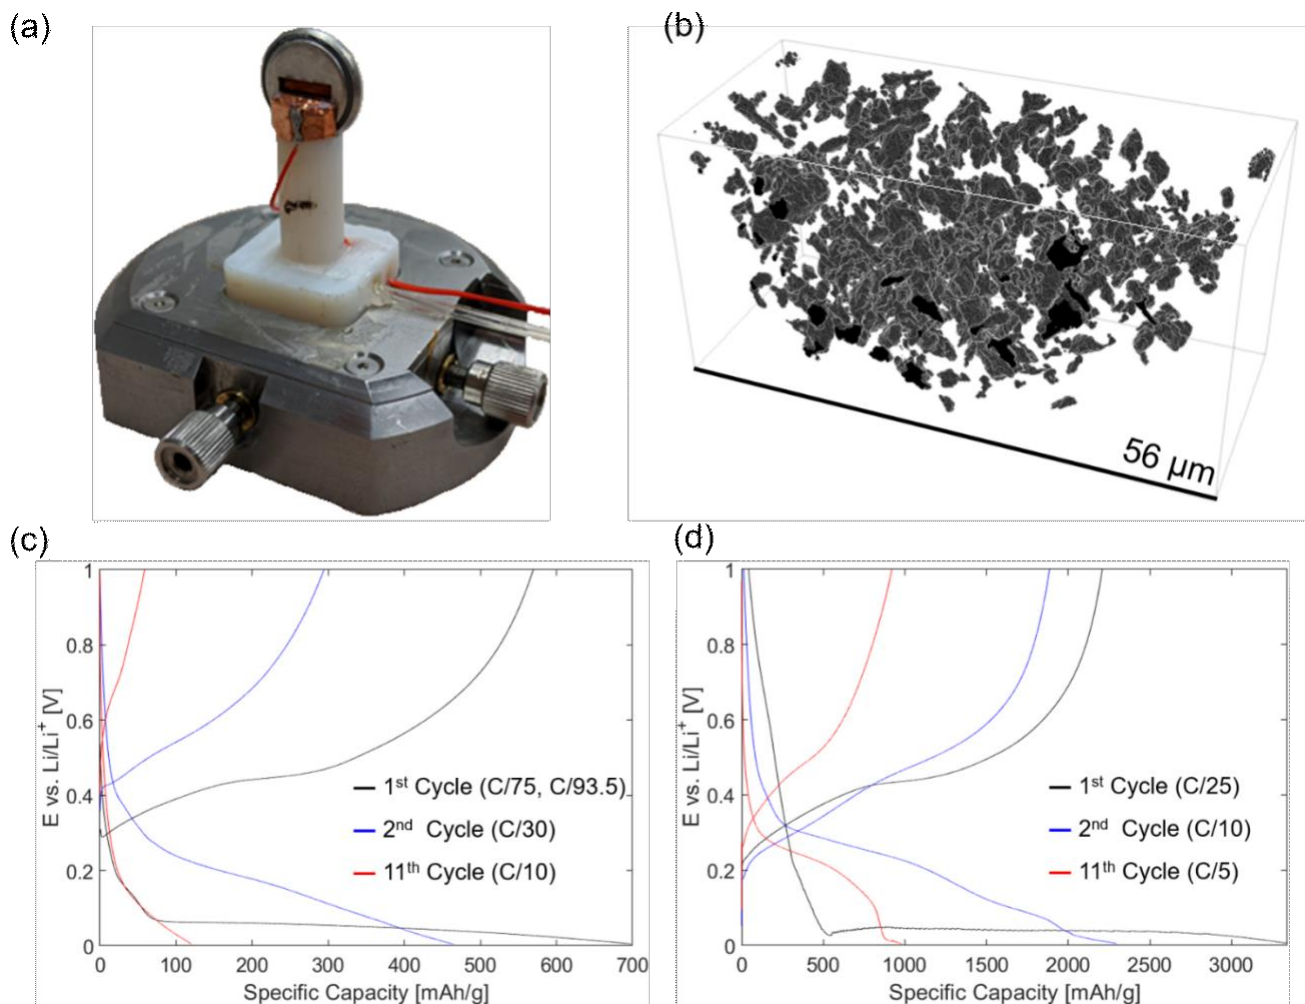 (a)
(b)
56 μm
(c)
(d)
1
0.8
0.6
0.4
0.2
0
E vs. Li/Li⁺ [V]
1st Cycle (C/75, C/93.5)
2nd Cycle (C/30)
11th Cycle (C/10)
0 100 200 300 400 500 600 700
Specific Capacity [mAh/g]
1
0.8
0.6
0.4
0.2
0
E vs. Li/Li⁺ [V]
1st Cycle (C/25)
2nd Cycle (C/10)
11th Cycle (C/5)
0 500 1000 1500 2000 2500 3000
Specific Capacity [mAh/g]